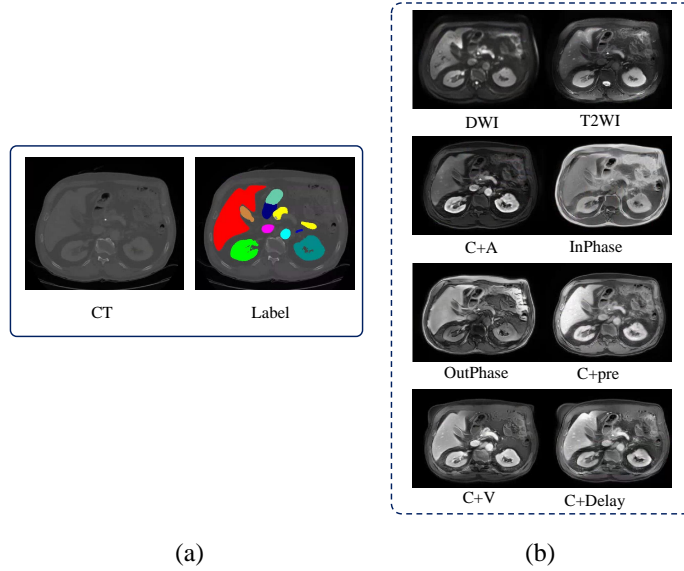 CT
Label
(a)
DWI
T2WI
C+A
InPhase
OutPhase
C+pre
C+V
C+Delay
(b)